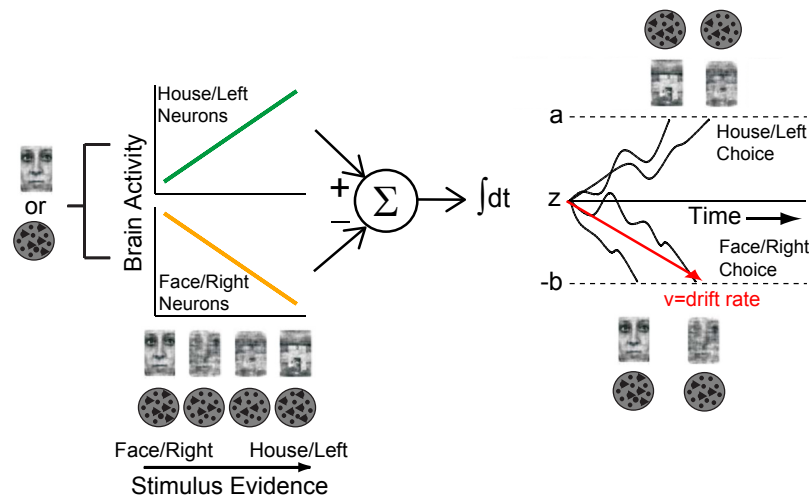 House/Left
Neurons
Brain Activity
or
Face/Right
Neurons
+
−
Σ
∫dt
a
House/Left
Choice
z
Time
Face/Right
Choice
-b
v=drift rate
Face/Right
House/Left
Stimulus Evidence